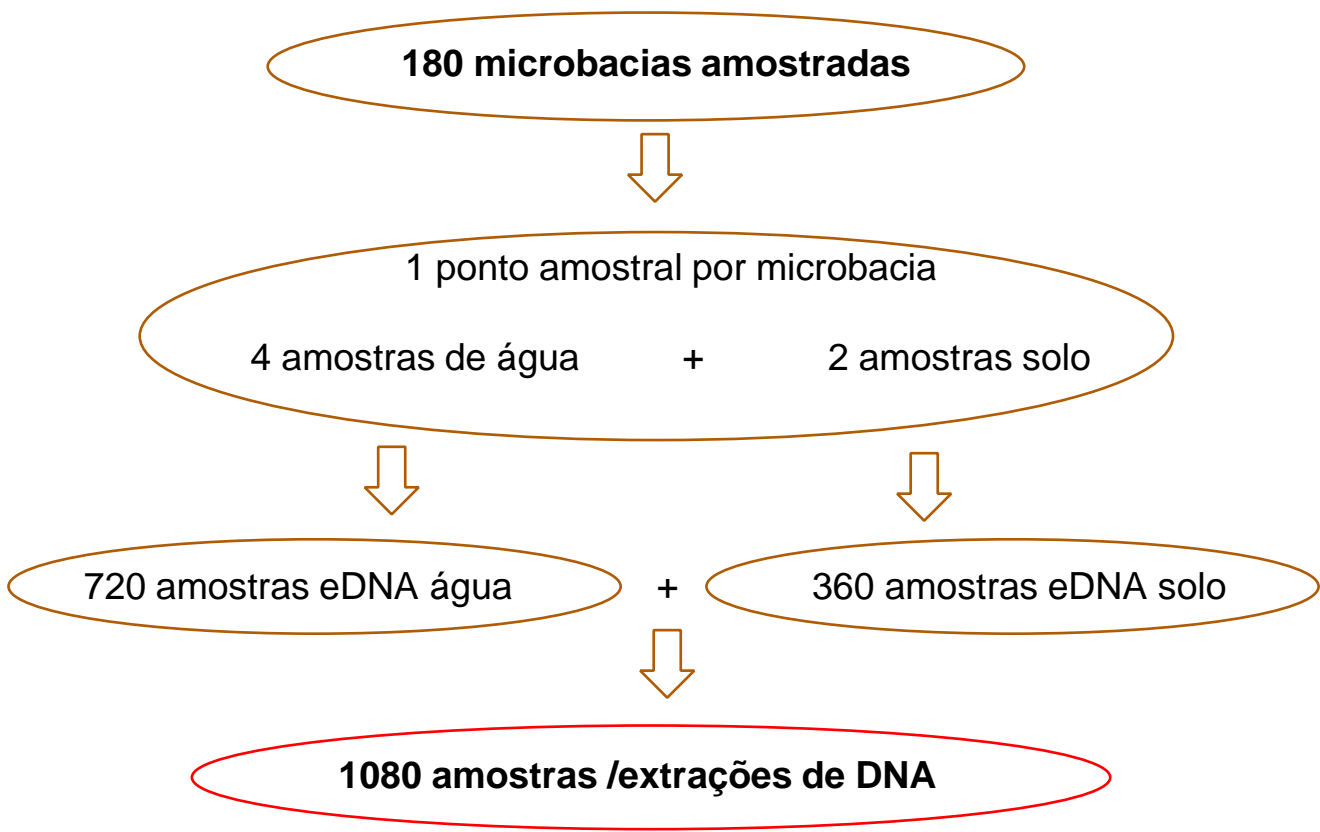 180 microbacias amostradas
1 ponto amostral por microbacia
4 amostras de água + 2 amostras solo
720 amostras eDNA água + 360 amostras eDNA solo
1080 amostras /extrações de DNA